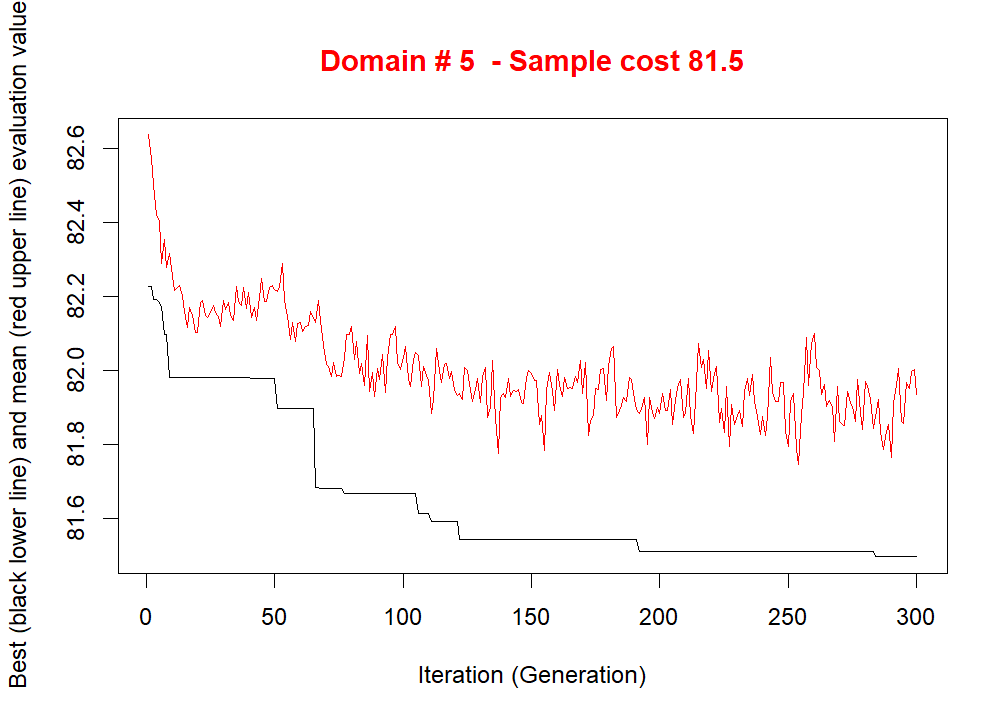 Domain # 5  - Sample cost 81.5
Best (black lower line) and mean (red upper line) evaluation value
82.6
82.4
82.2
82.0
81.8
81.6
0 50 100 150 200 250 300
Iteration (Generation)